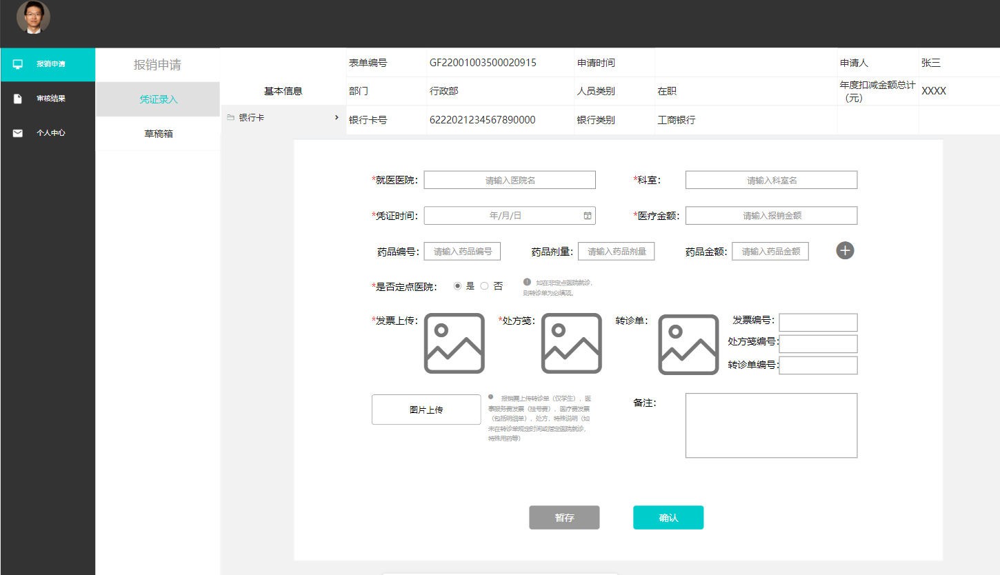 报销申请
审核结果
个人中心
报销申请
凭证录入
草稿箱
基本信息
银行卡
表单编号 GF22001003500020915 申请时间 申请人 张三
部门 行政部 人员类别 在职 年度扣减金额总计
（元） XXXX
银行卡号 6222021234567890000 银行类别 工商银行
*就医医院： 请输入医院名 *科室： 请输入科室名
*凭证时间： 年/月/日 *医疗金额： 请输入报销金额
药品编号： 请输入药品编号 药品剂量： 请输入药品剂量 药品金额： 请输入药品金额
*是否定点医院： 是 否
如在非定点医院就诊，
则转诊单为必填项。
*发票上传： *处方笺： 转诊单： 发票编号：
处方笺编号：
转诊单编号：
图片上传
报销需上传转诊单（仅学生）、医
事服务费发票（挂号费）、医疗费发票
（包括明细单）、处方、特殊说明（如
未在转诊单规定时间或指定医院就诊、
特殊用药等）
备注：
暂存 确认